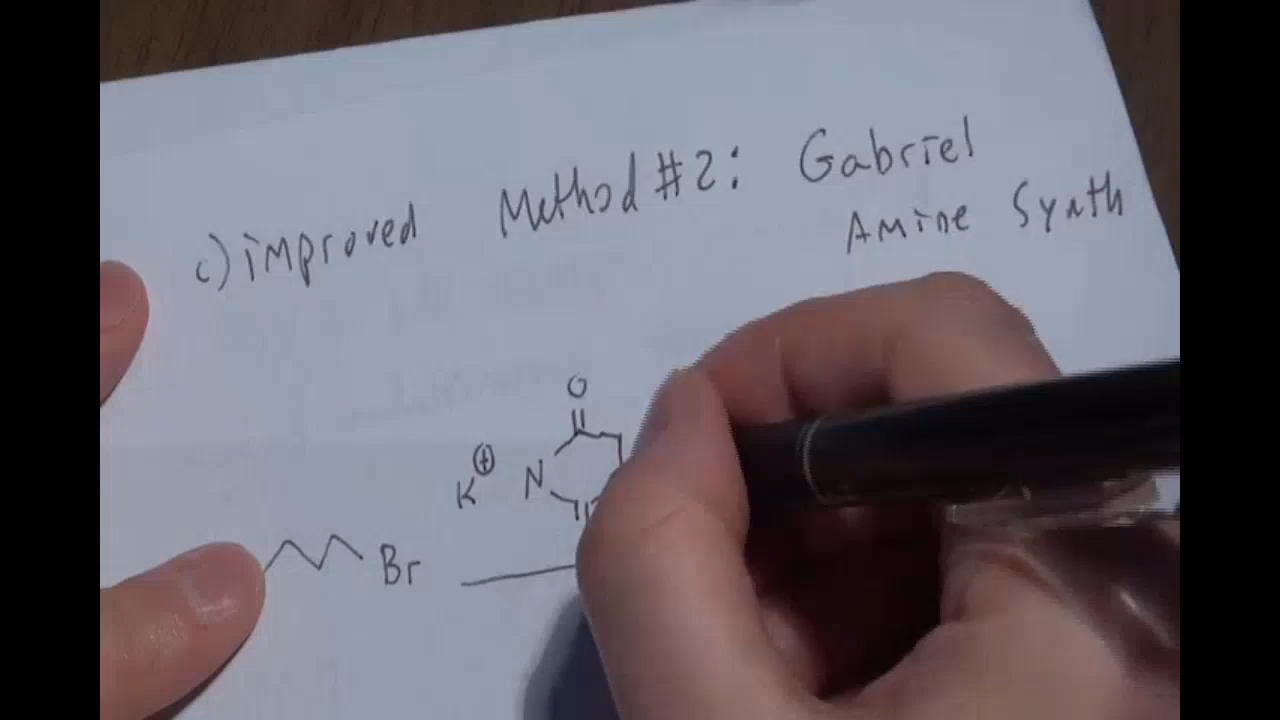 c) improved Method #2: Gabriel
Amine Synth
O
K⊕ N
Br